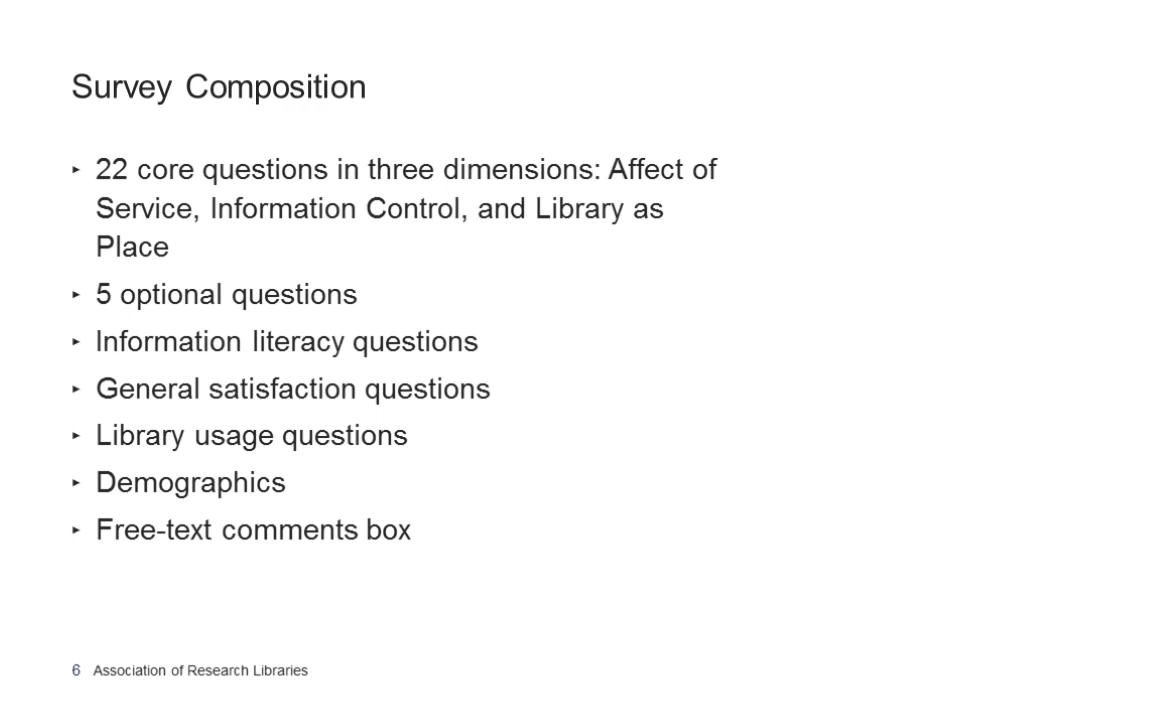 Survey Composition
‣ 22 core questions in three dimensions: Affect of
Service, Information Control, and Library as
Place
‣ 5 optional questions
‣ Information literacy questions
‣ General satisfaction questions
‣ Library usage questions
‣ Demographics
‣ Free-text comments box
6 Association of Research Libraries